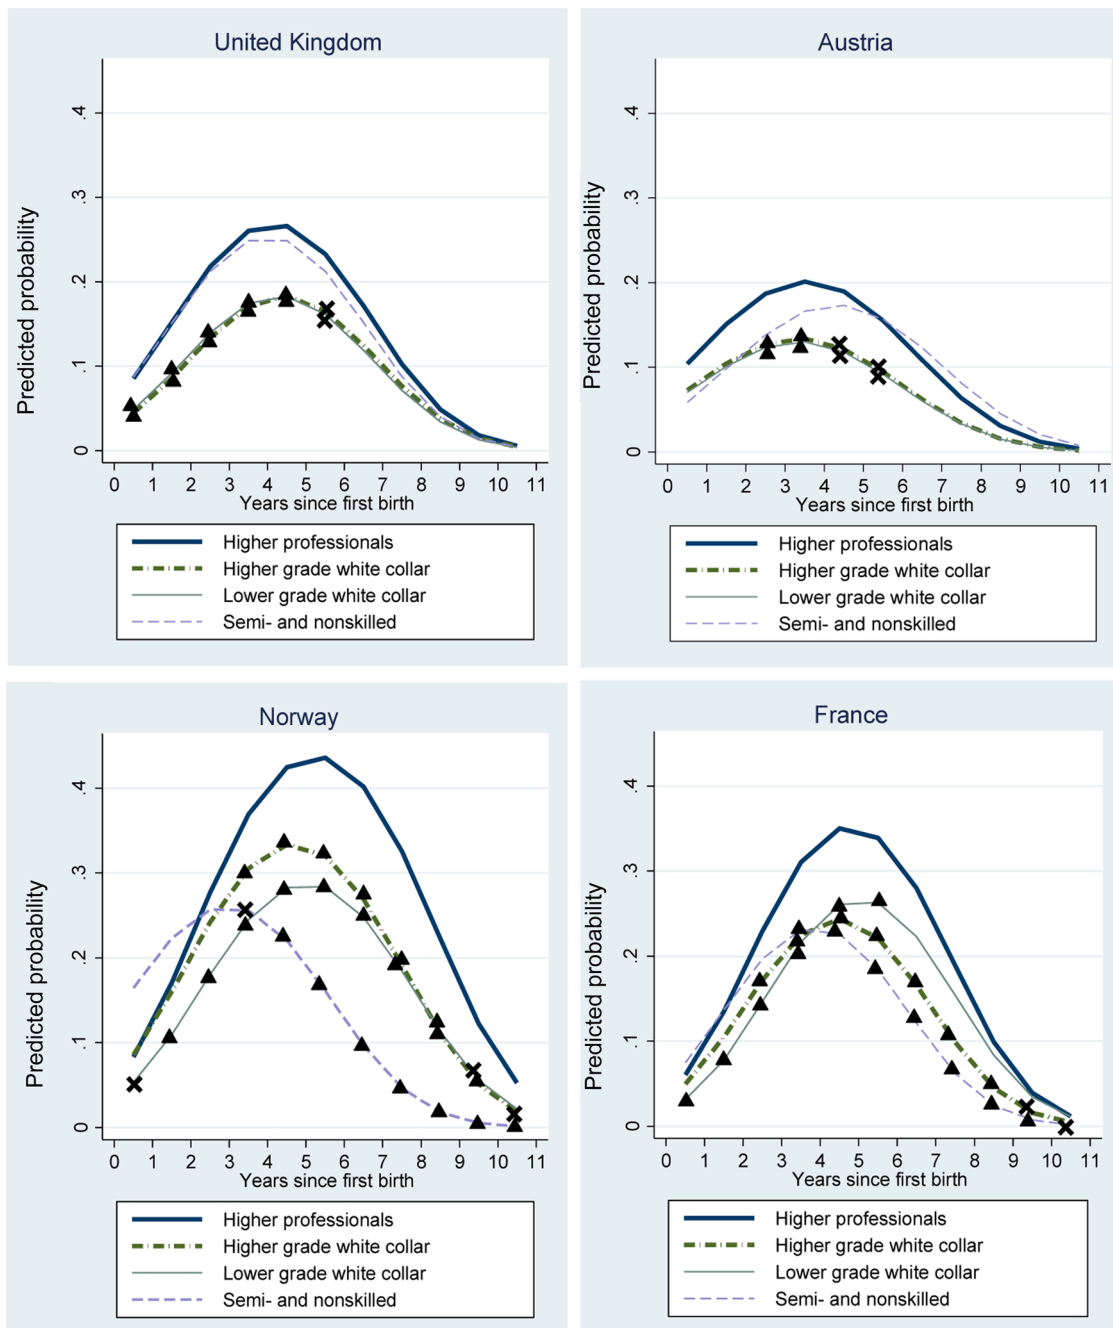 United Kingdom
Predicted probability
.4
.3
.2
.1
0
0 1 2 3 4 5 6 7 8 9 10 11
Years since first birth
Higher professionals
Higher grade white collar
Lower grade white collar
Semi- and nonskilled
Austria
Predicted probability
.4
.3
.2
.1
0
0 1 2 3 4 5 6 7 8 9 10 11
Years since first birth
Higher professionals
Higher grade white collar
Lower grade white collar
Semi- and nonskilled
Norway
Predicted probability
.4
.3
.2
.1
0
0 1 2 3 4 5 6 7 8 9 10 11
Years since first birth
Higher professionals
Higher grade white collar
Lower grade white collar
Semi- and nonskilled
France
Predicted probability
.4
.3
.2
.1
0
0 1 2 3 4 5 6 7 8 9 10 11
Years since first birth
Higher professionals
Higher grade white collar
Lower grade white collar
Semi- and nonskilled